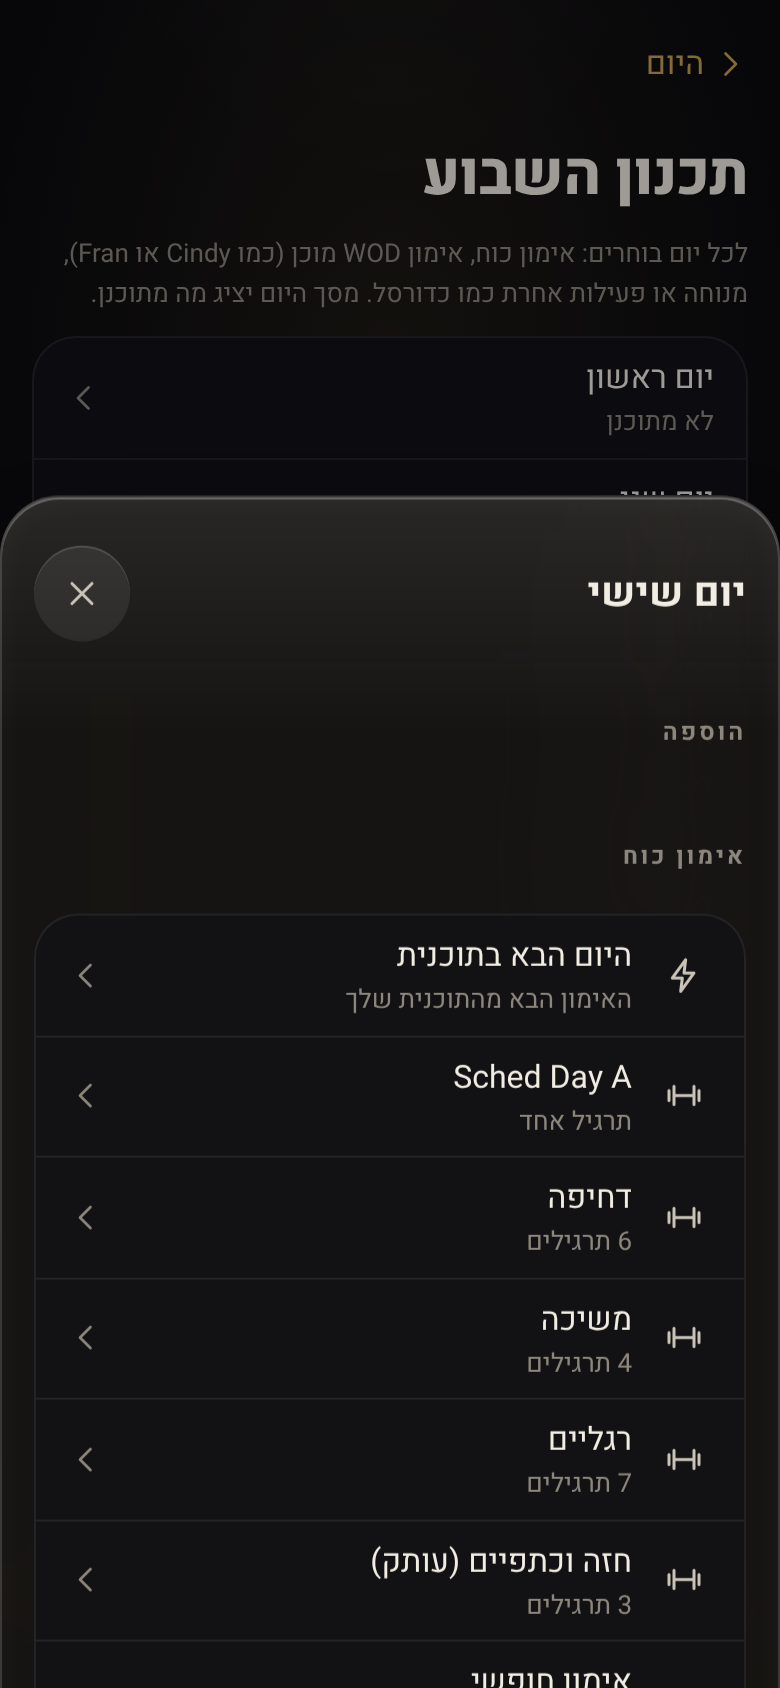 היום
תכנון השבוע
לכל יום בוחרים: אימון כוח, אימון WOD מוכן (כמו Cindy או Fran),
מנוחה או פעילות אחרת כמו כדורסל. מסך היום יציג מה מתוכנן.
יום ראשון
לא מתוכנן
יום שישי
הוספה
אימון כוח
היום הבא בתוכנית
האימון הבא מהתוכנית שלך
Sched Day A
תרגיל אחד
דחיפה
6 תרגילים
משיכה
4 תרגילים
רגליים
7 תרגילים
חזה וכתפיים (עותק)
3 תרגילים
אימון חופשי